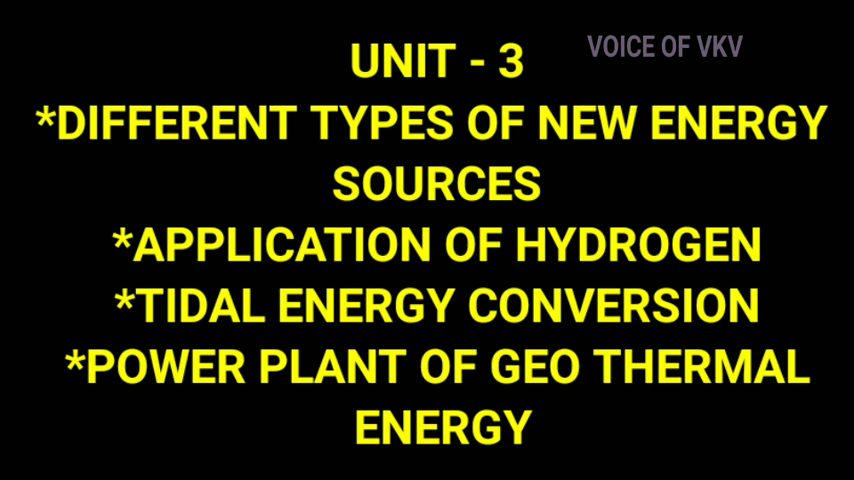 VOICE OF VKV
UNIT - 3
*DIFFERENT TYPES OF NEW ENERGY
SOURCES
*APPLICATION OF HYDROGEN
*TIDAL ENERGY CONVERSION
*POWER PLANT OF GEO THERMAL
ENERGY